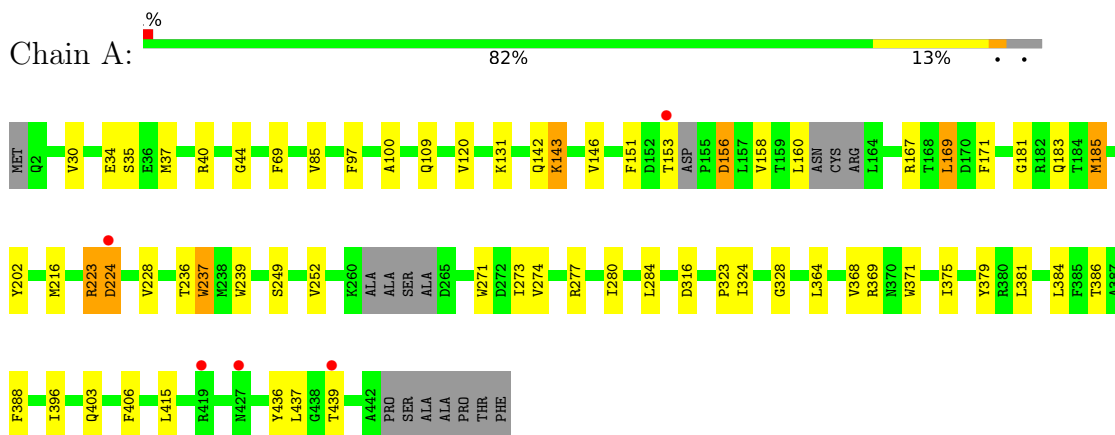 .%
Chain A:
82% 13% • •
MET Q2 V30 E34 S35 E36 M37 R40 G44 F69 V85 F97 A100 Q109 V120 K131 Q142 K143 V146 F151 D152 T153 ASP P155 D156 L157 V158 T159 L160 ASN CYS ARG L164 R167 T168 L169 D170 F171 G181 R182 Q183 T184 M185
Y202 M216 R223 D224 V228 T236 W237 M238 W239 S249 V252 K260 ALA ALA SER ALA D265 W271 D272 I273 V274 R277 I280 L284 D316 P323 I324 G328 L364 V368 R369 N370 W371 I375 Y379 R380 L381 L384 F385 T386 A387
F388 I396 Q403 F406 L415 R419 N427 Y436 L437 G438 T439 A442 PRO SER ALA ALA PRO THR PHE